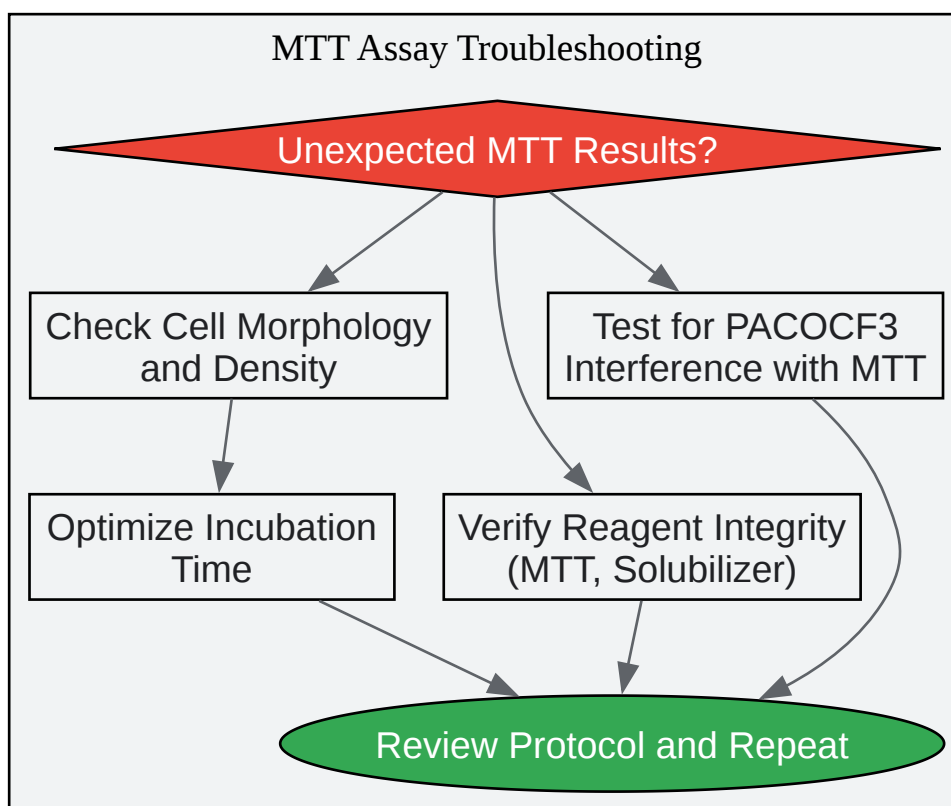 MTT Assay Troubleshooting
Unexpected MTT Results?
Check Cell Morphology
and Density
Test for PACOCF3
Interference with MTT
Optimize Incubation
Time
Verify Reagent Integrity
(MTT, Solubilizer)
Review Protocol and Repeat